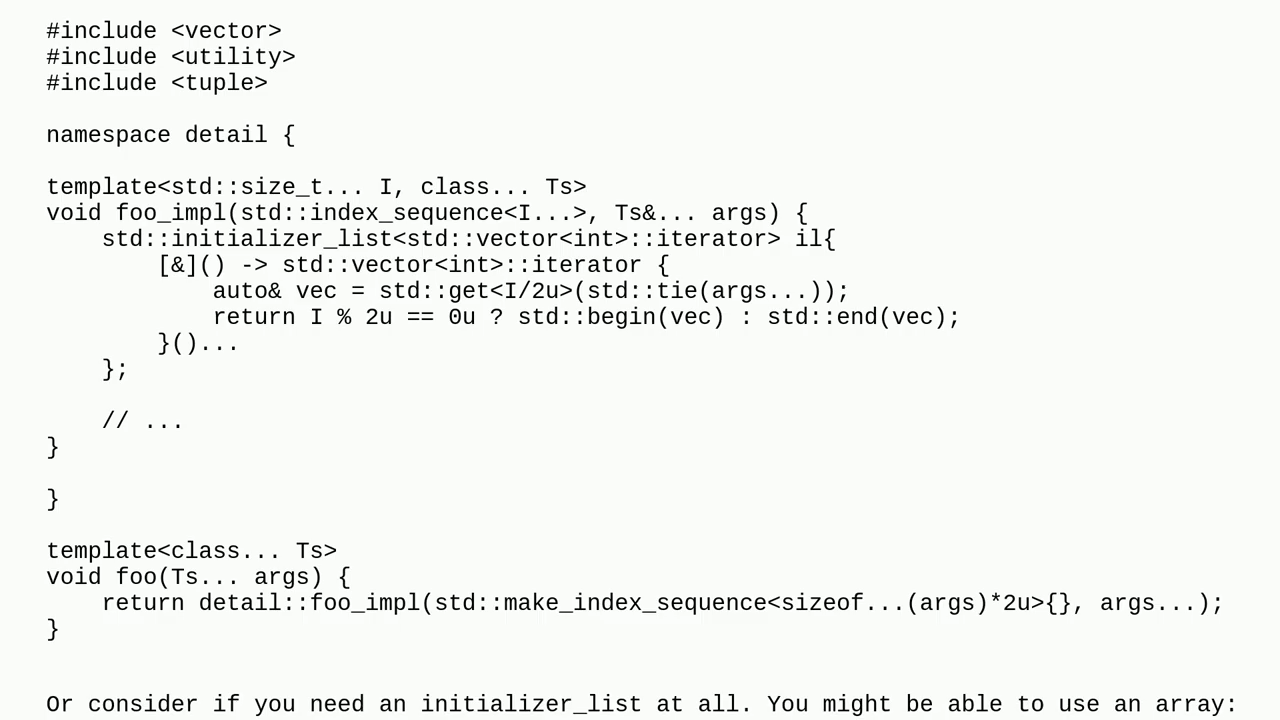 #include <vector>
#include <utility>
#include <tuple>

namespace detail {

template<std::size_t... I, class... Ts>
void foo_impl(std::index_sequence<I...>, Ts&... args) {
    std::initializer_list<std::vector<int>::iterator> il{
        [&]() -> std::vector<int>::iterator {
            auto& vec = std::get<I/2u>(std::tie(args...));
            return I % 2u == 0u ? std::begin(vec) : std::end(vec);
        }()...
    };

    // ...
}

}

template<class... Ts>
void foo(Ts... args) {
    return detail::foo_impl(std::make_index_sequence<sizeof...(args)*2u>{}, args...);
}

Or consider if you need an initializer_list at all. You might be able to use an array: